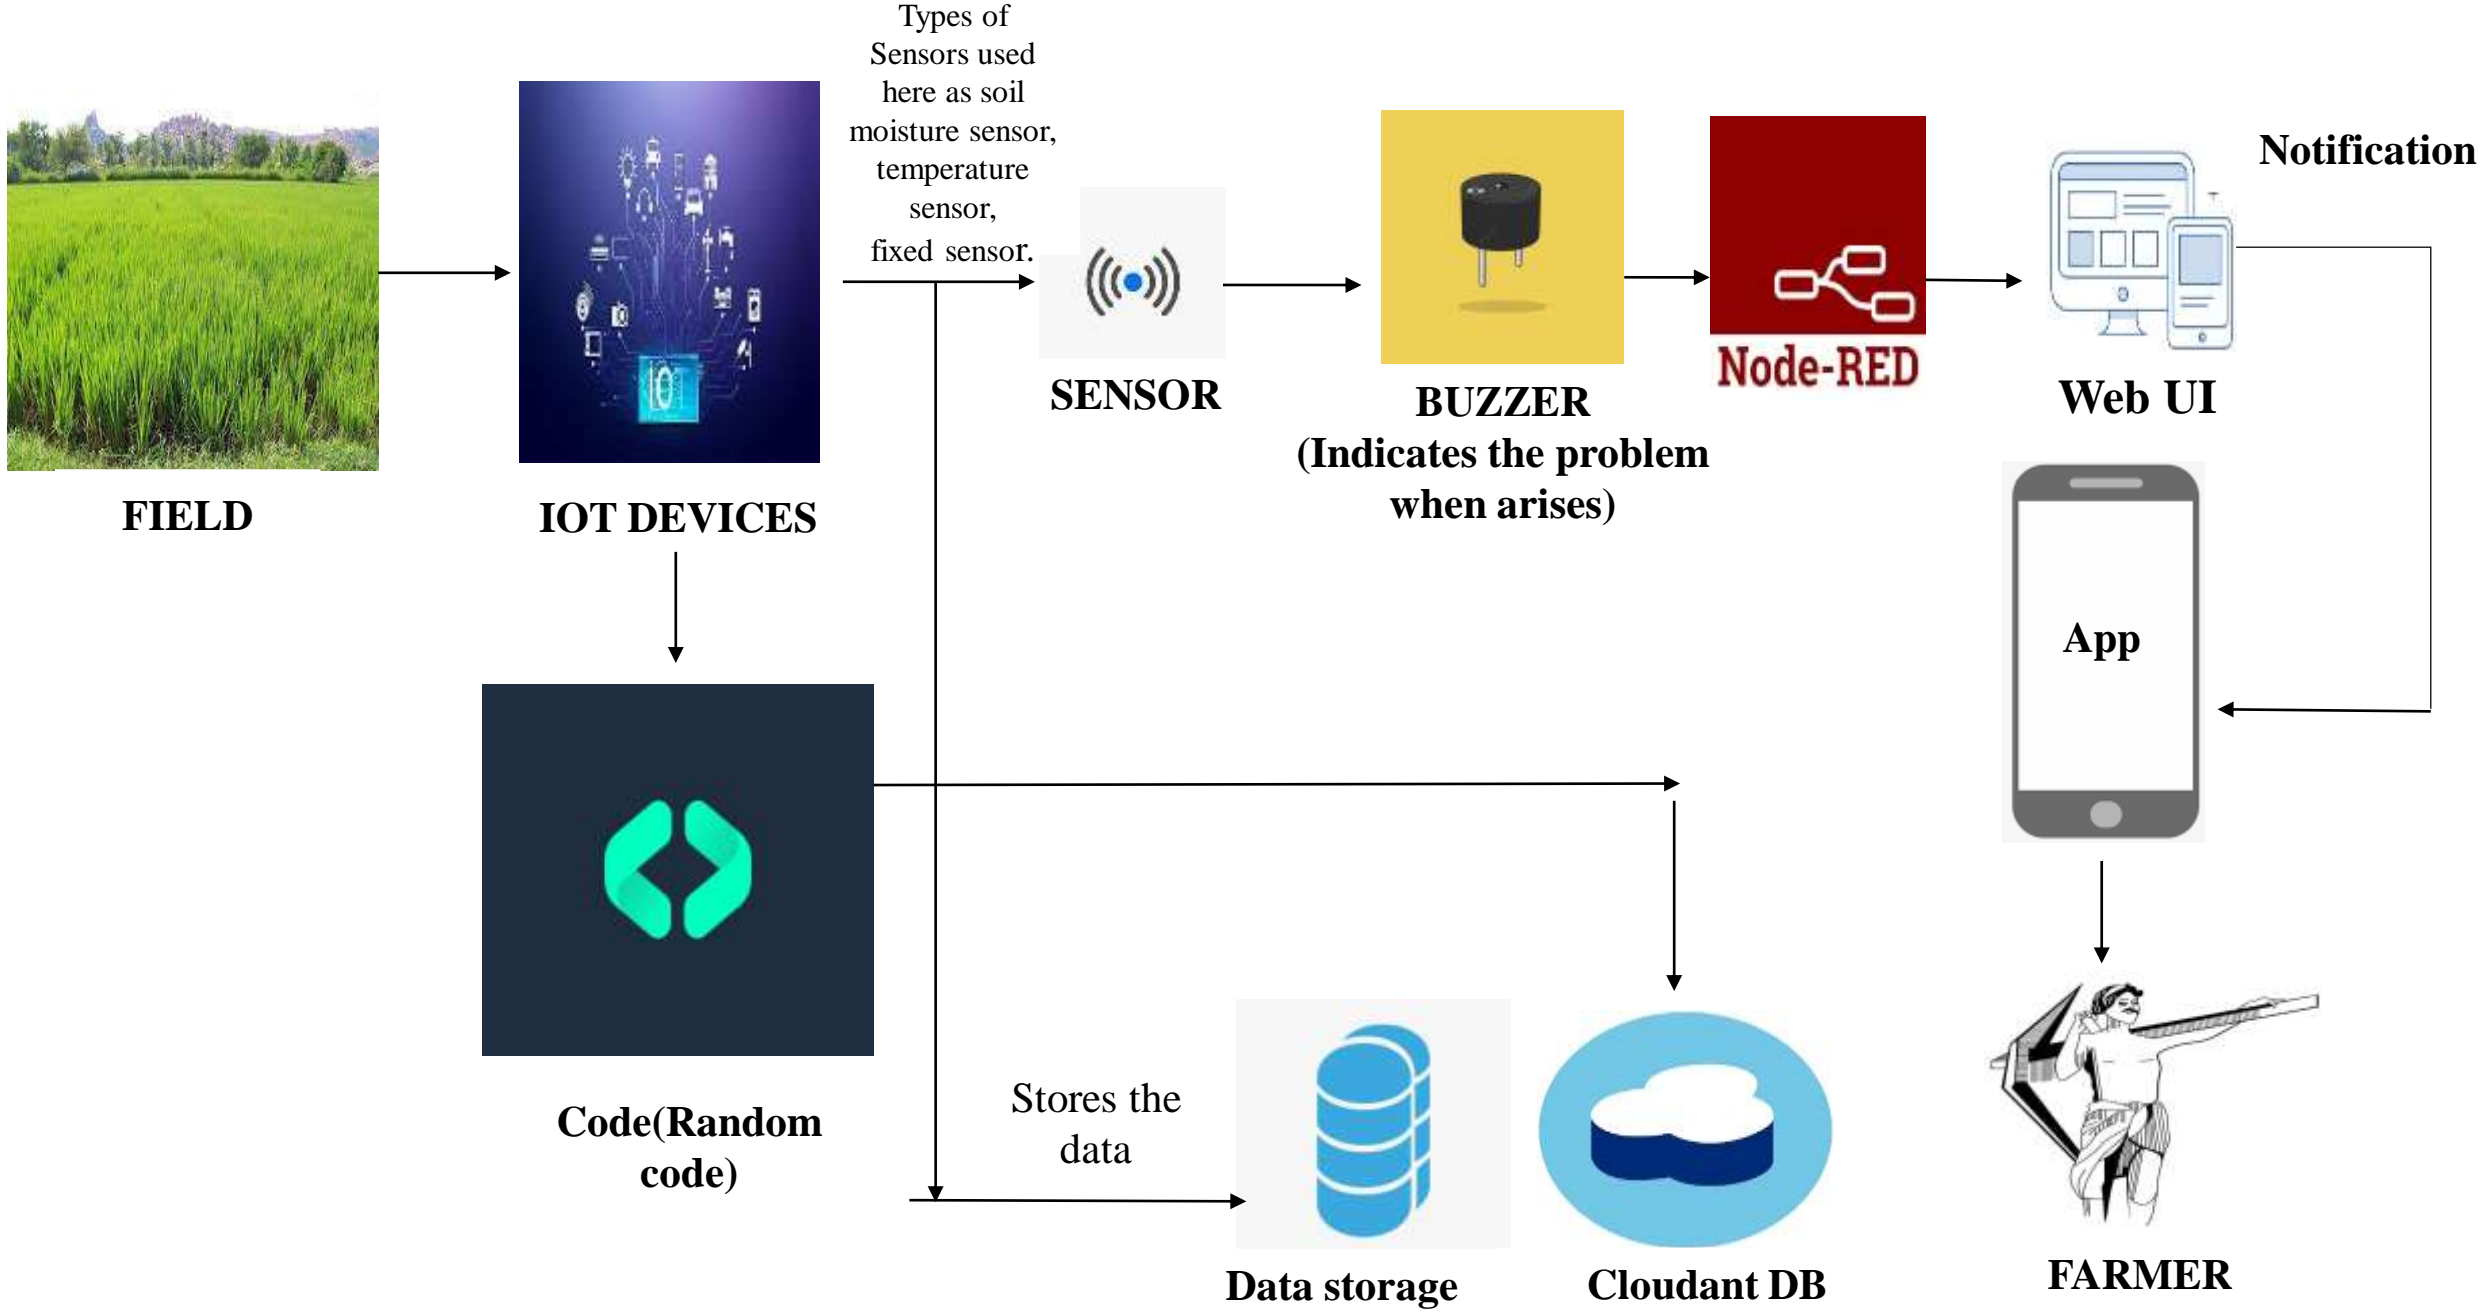 Types of
Sensors used
here as soil
moisture sensor,
temperature
sensor,
fixed sensor.
Notification
SENSOR
BUZZER
(Indicates the problem
when arises)
Node-RED
Web UI
FIELD
IOT DEVICES
App
Code(Random
code)
Stores the
data
Data storage
Cloudant DB
FARMER